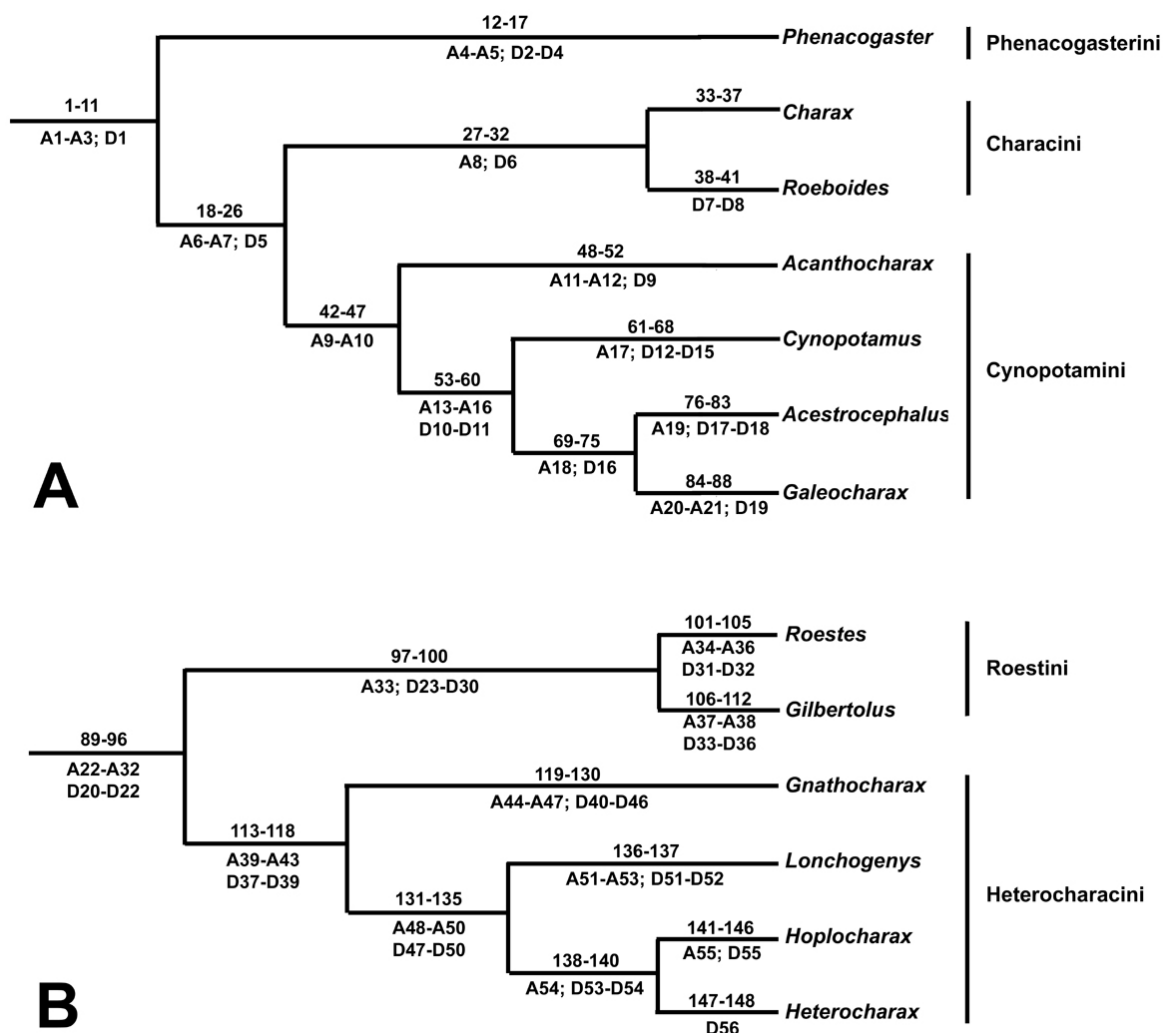 12-17
Phenacogaster
Phenacogasterini
A4-A5; D2-D4
1-11
A1-A3; D1
33-37
Charax
27-32
Characini
A8; D6
38-41
Roeboides
D7-D8
18-26
A6-A7; D5
48-52
Acanthocharax
A11-A12; D9
42-47
A9-A10
61-68
Cynopotamus
A17; D12-D15
Cynopotamini
53-60
A13-A16
D10-D11
76-83
Acestrocephalus
A19; D17-D18
69-75
A18; D16
84-88
Galeocharax
A20-A21; D19
A
101-105
Roestes
A34-A36
D31-D32
97-100
Roestini
A33; D23-D30
106-112
Gilbertolus
A37-A38
D33-D36
89-96
A22-A32
D20-D22
119-130
Gnathocharax
A44-A47; D40-D46
113-118
A39-A43
D37-D39
136-137
Lonchogenys
A51-A53; D51-D52
Heterocharacini
131-135
A48-A50
D47-D50
141-146
Hoplocharax
A55; D55
138-140
A54; D53-D54
147-148
Heterocharax
D56
B